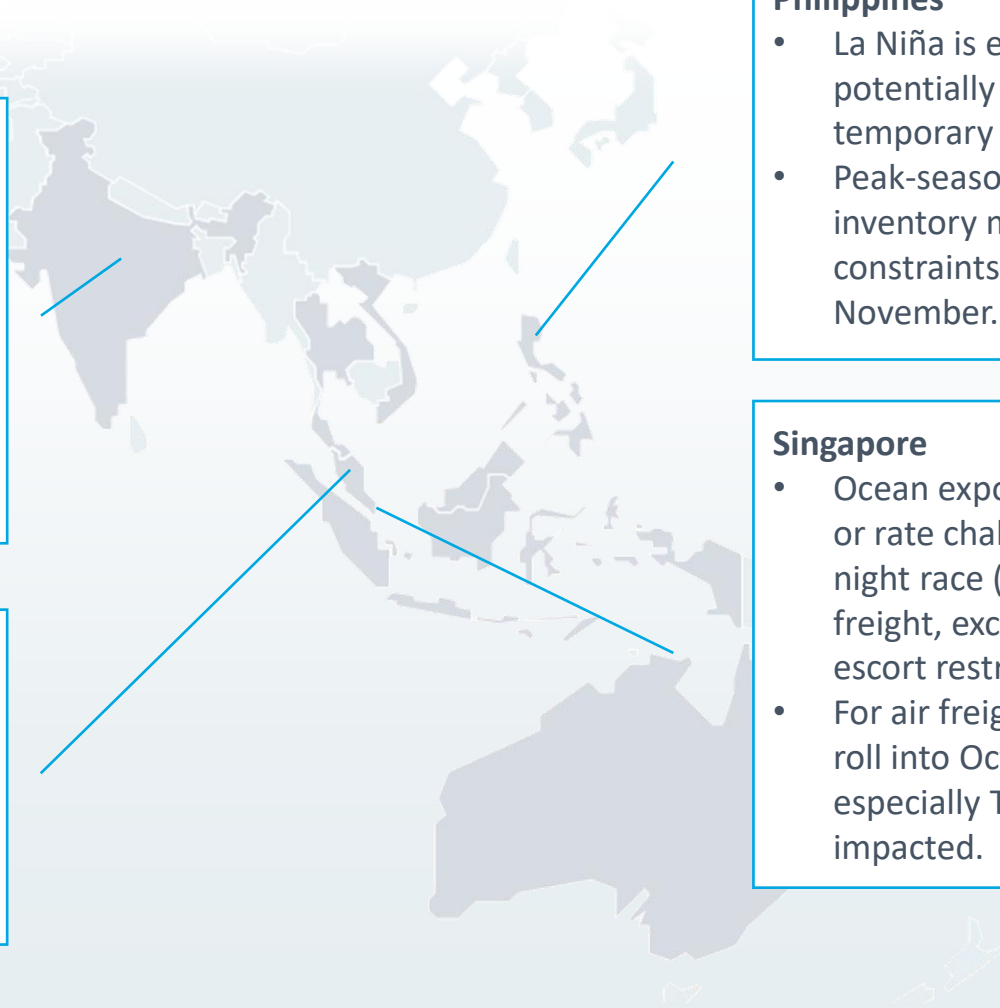 Philippines
• La Niña is e
potentially
temporary
• Peak-seaso
inventory n
constraints
November.
Singapore
• Ocean expo
or rate chal
night race (
freight, exc
escort restr
• For air freig
roll into Oc
especially T
impacted.